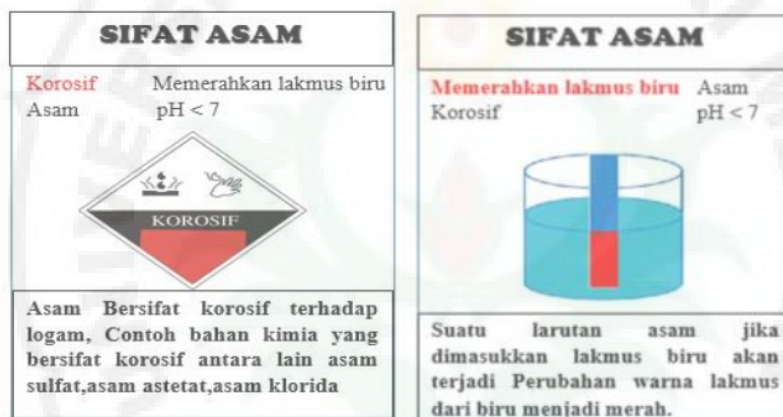 SIFAT ASAM
Korosif Memerahkan lakmus biru
Asam pH < 7
KOROSIF
Asam Bersifat korosif terhadap
logam, Contoh bahan kimia yang
bersifat korosif antara lain asam
sulfat,asam astetat,asam klorida
SIFAT ASAM
Memerahkan lakmus biru Asam
Korosif pH < 7
Suatu larutan asam jika
dimasukkan lakmus biru akan
terjadi Perubahan warna lakmus
dari biru menjadi merah.